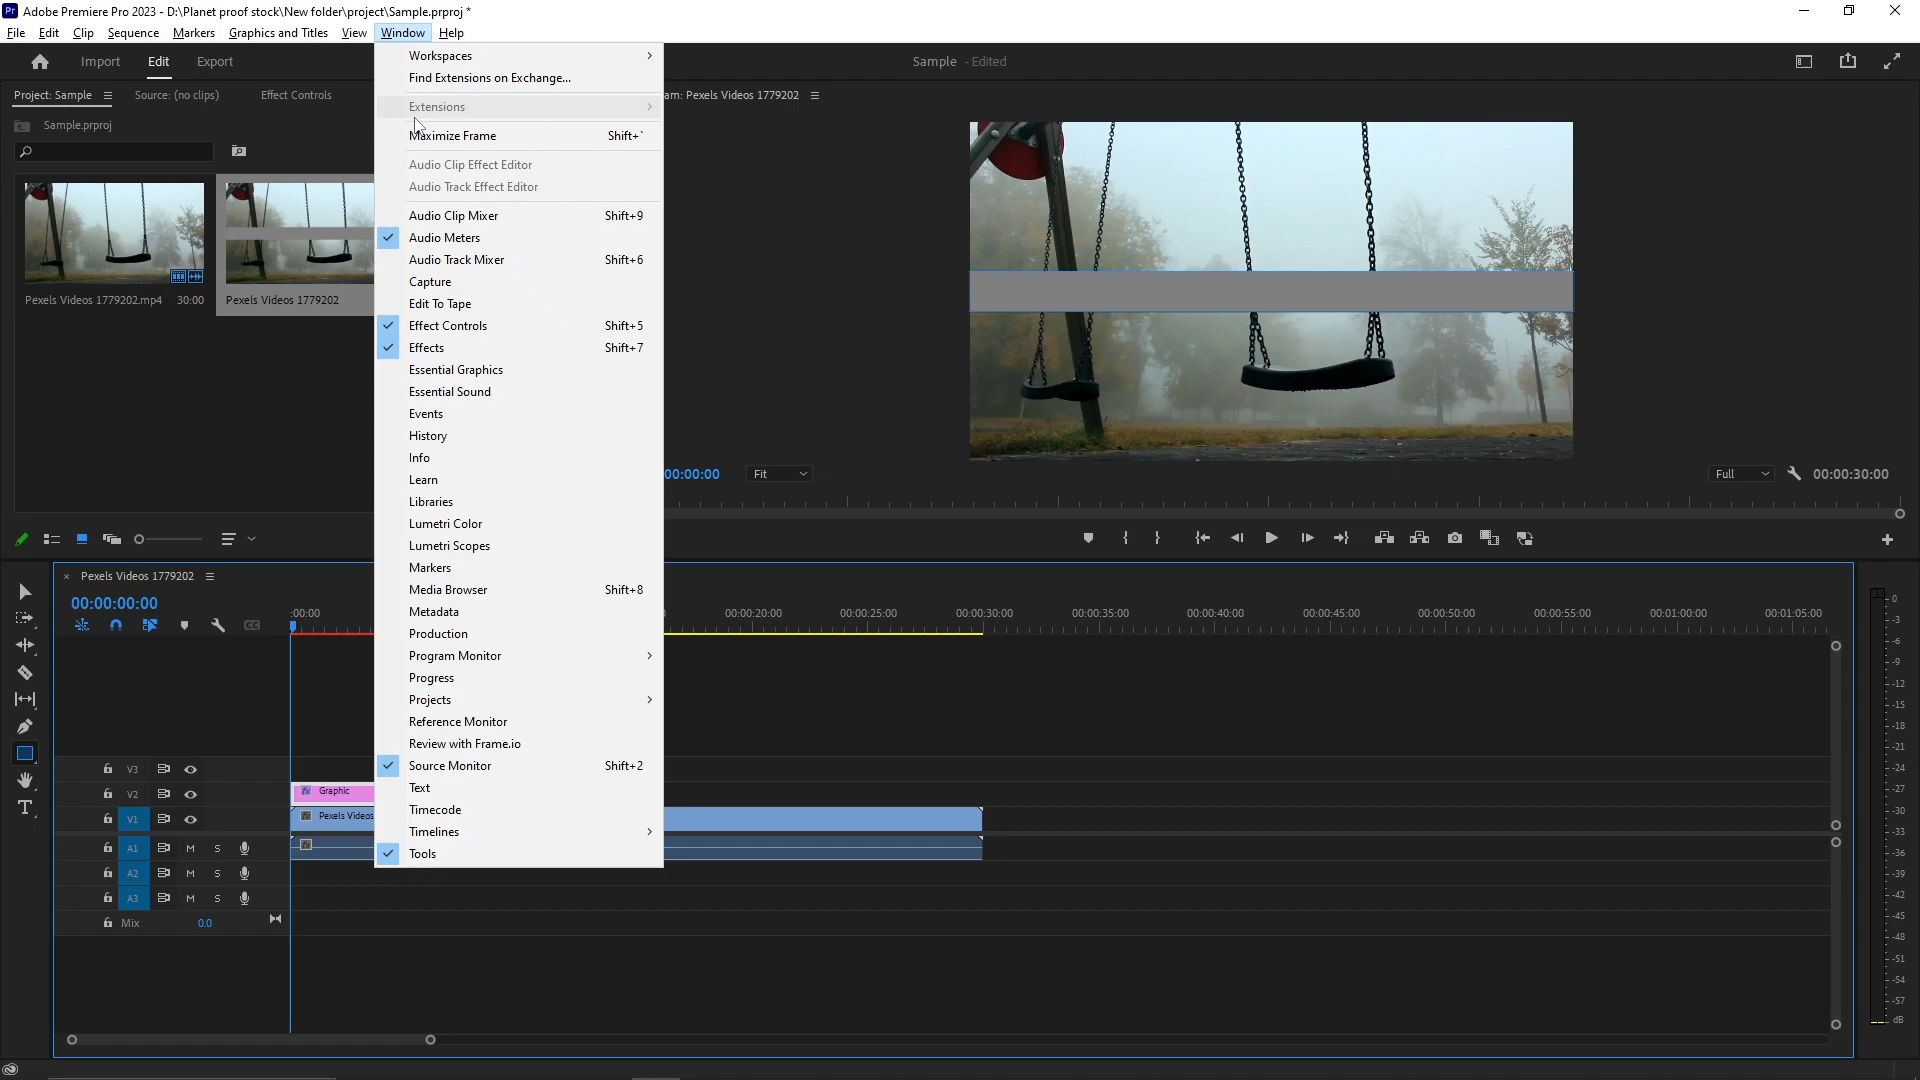 Pr Adobe Premiere Pro 2023 - D:\Planet proof stock\New folder\project\Sample.prproj *
File Edit Clip Sequence Markers Graphics and Titles View Window Help
Import Edit Export
Sample - Edited
Project: Sample Source: (no clips) Effect Controls
am: Pexels Videos 1779202
Sample.prproj
Pexels Videos 1779202.mp4 30:00
Pexels Videos 1779202
Workspaces
Find Extensions on Exchange...
Extensions
Maximize Frame Shift+`
Audio Clip Effect Editor
Audio Track Effect Editor
Audio Clip Mixer Shift+9
Audio Meters
Audio Track Mixer Shift+6
Capture
Edit To Tape
Effect Controls Shift+5
Effects Shift+7
Essential Graphics
Essential Sound
Events
History
Info
Learn
Libraries
Lumetri Color
Lumetri Scopes
Markers
Media Browser Shift+8
Metadata
Production
Program Monitor
Progress
Projects
Reference Monitor
Review with Frame.io
Source Monitor Shift+2
Text
Timecode
Timelines
Tools
00:00:00 Fit Full 00:00:30:00
Pexels Videos 1779202
00:00:00:00
:00:00 00:00:20:00 00:00:25:00 00:00:30:00 00:00:35:00 00:00:40:00 00:00:45:00 00:00:50:00 00:00:55:00 00:01:00:00 00:01:05:00
CC
V3
V2 fx Graphic
V1 fx Pexels Videos
A1 M S fx
A2 M S
A3 M S
Mix 0.0
0
-3
-6
-9
-12
-15
-18
-21
-24
-27
-30
-33
-36
-39
-42
-45
-48
-51
-54
-57
dB